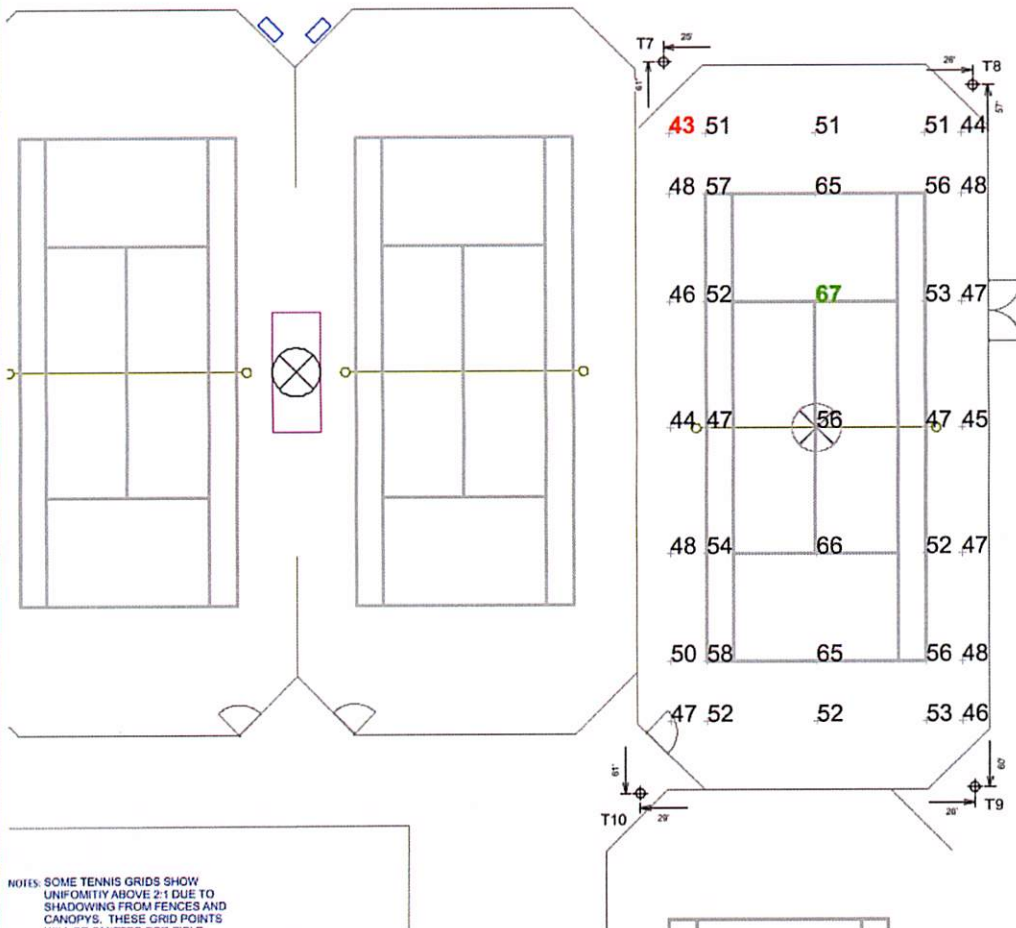 T7
25'
61'
26'
T8
57'
43 51 51 51 44
48 57 65 56 48
46 52 67 53 47
44 47 56 47 45
48 54 66 52 47
50 58 65 56 48
47 52 52 53 46
61'
T10
29'
60'
26'
T9
NOTES: SOME TENNIS GRIDS SHOW
UNIFOMITIY ABOVE 2:1 DUE TO
SHADOWING FROM FENCES AND
CANOPYS. THESE GRID POINTS